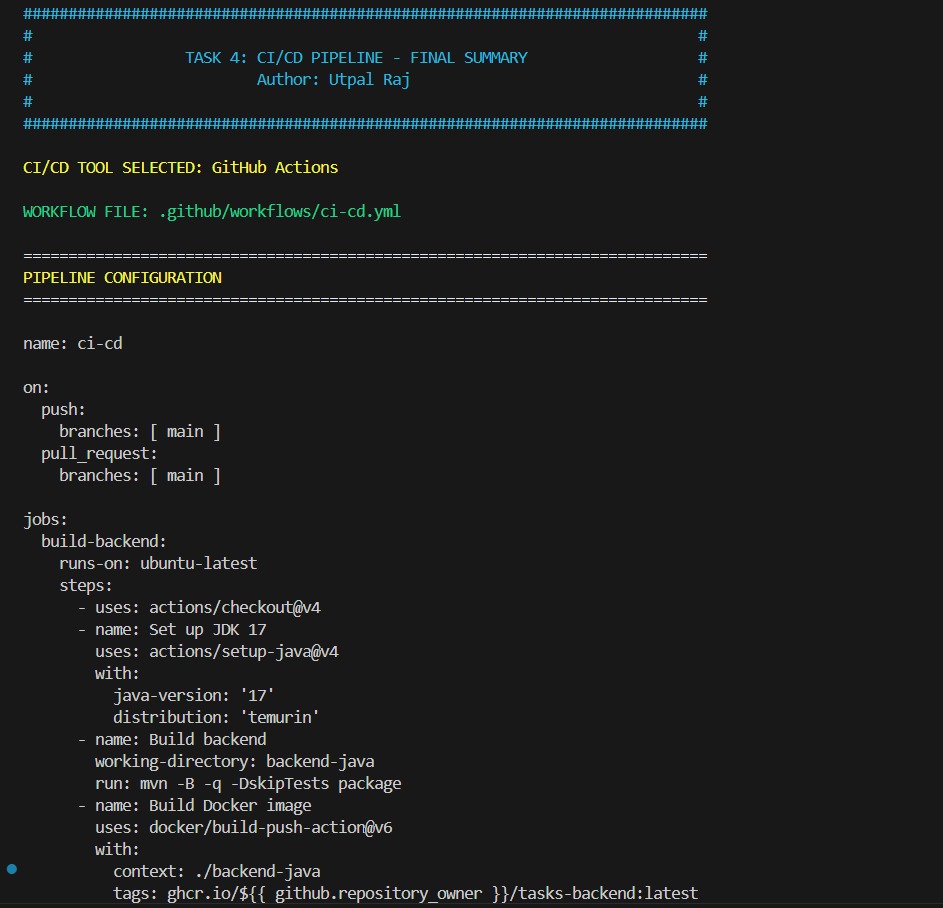 ############################################################################
#                                                                          #
#                 TASK 4: CI/CD PIPELINE - FINAL SUMMARY                   #
#                         Author: Utpal Raj                                #
#                                                                          #
############################################################################

CI/CD TOOL SELECTED: GitHub Actions

WORKFLOW FILE: .github/workflows/ci-cd.yml

============================================================================
PIPELINE CONFIGURATION
============================================================================

name: ci-cd

on:
  push:
    branches: [ main ]
  pull_request:
    branches: [ main ]

jobs:
  build-backend:
    runs-on: ubuntu-latest
    steps:
      - uses: actions/checkout@v4
      - name: Set up JDK 17
        uses: actions/setup-java@v4
        with:
          java-version: '17'
          distribution: 'temurin'
      - name: Build backend
        working-directory: backend-java
        run: mvn -B -q -DskipTests package
      - name: Build Docker image
        uses: docker/build-push-action@v6
        with:
          context: ./backend-java
          tags: ghcr.io/${{ github.repository_owner }}/tasks-backend:latest